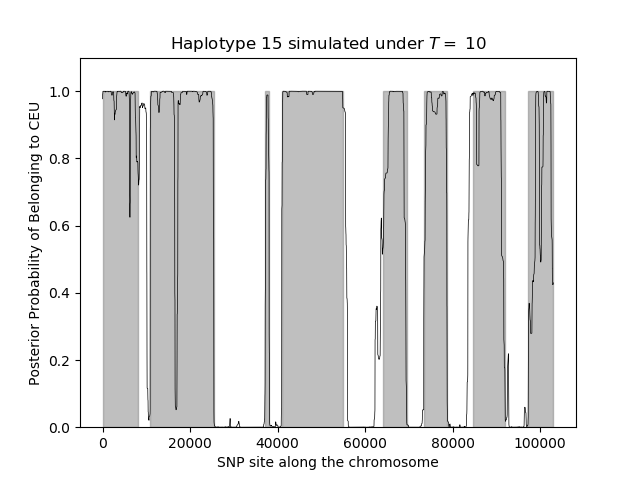 Haplotype 15 simulated under T = 10
Posterior Probability of Belonging to CEU
1.0
0.8
0.6
0.4
0.2
0.0
0 20000 40000 60000 80000 100000
SNP site along the chromosome